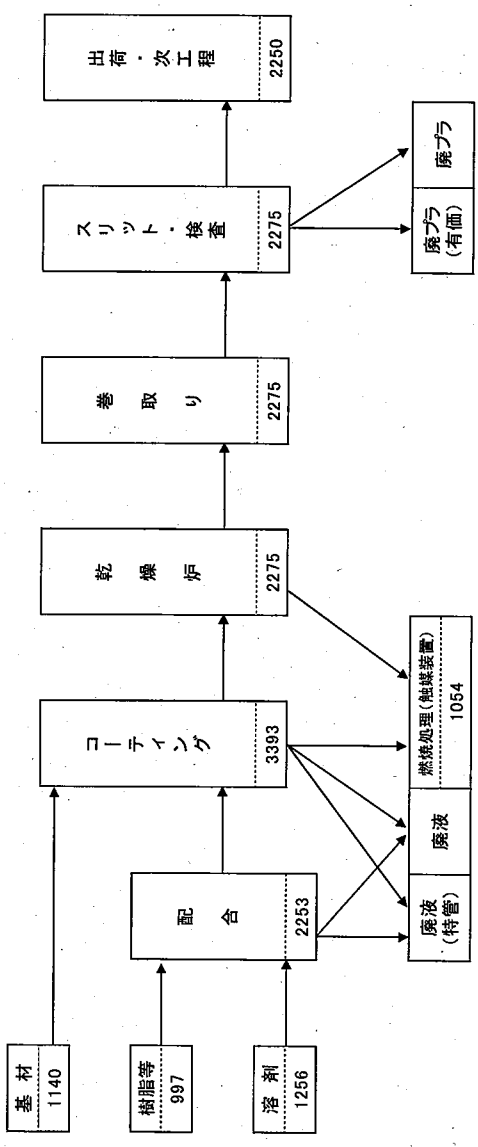 基材
1140
樹脂等
997
溶剤
1256
配合
2253
コーティング
3393
乾燥炉
2275
巻取り
2275
スリット・検査
2275
出荷・次工程
2250
廃液
(特管)
廃液
燃焼処理(触媒装置)
1054
廃プラ
(有価)
廃プラ